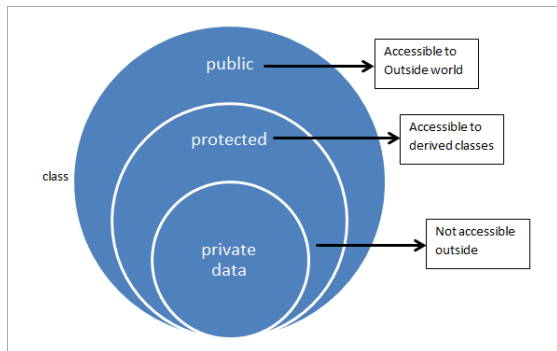 public
Accessible to
Outside world
protected
Accessible to
derived classes
class
private
data
Not accessible
outside